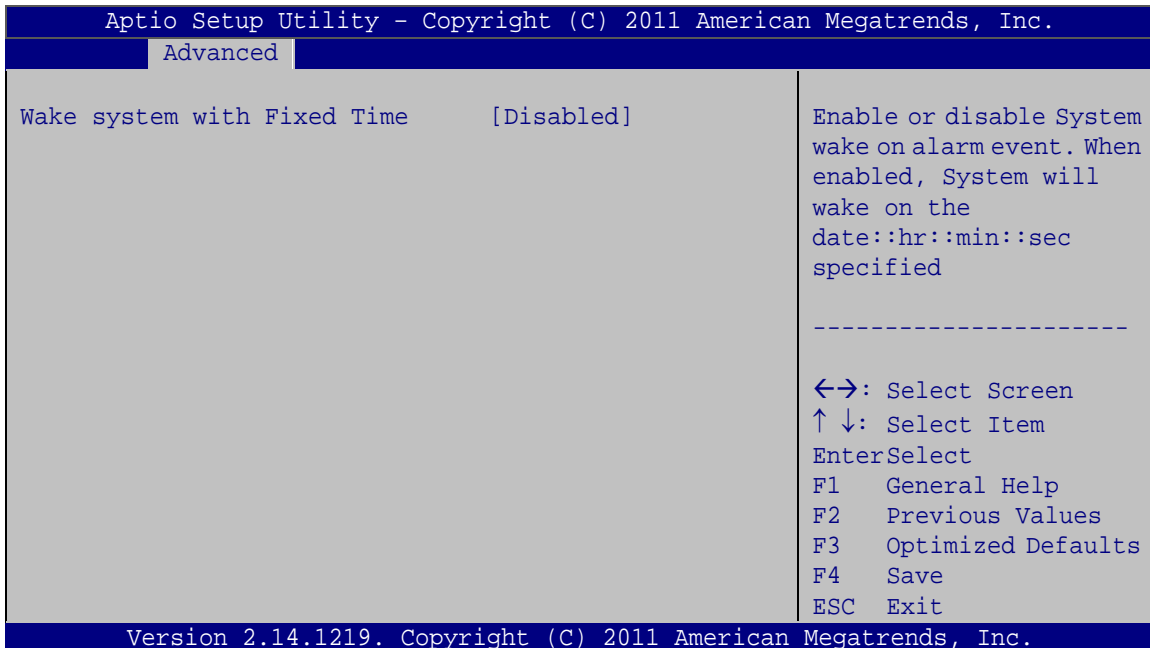 Aptio Setup Utility – Copyright (C) 2011 American Megatrends, Inc.
Advanced
Wake system with Fixed Time [Disabled]
Enable or disable System
wake on alarm event. When
enabled, System will
wake on the
date::hr::min::sec
specified
----------------------
←→: Select Screen
↑ ↓: Select Item
EnterSelect
F1 General Help
F2 Previous Values
F3 Optimized Defaults
F4 Save
ESC Exit
Version 2.14.1219. Copyright (C) 2011 American Megatrends, Inc.